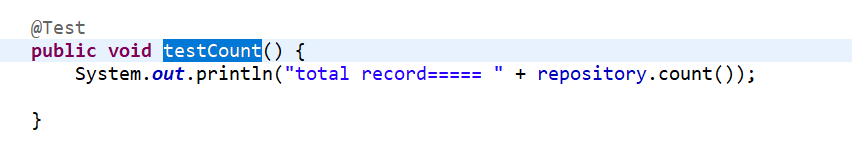 @Test
public void testCount() {
System.out.println("total record===== " + repository.count());
}